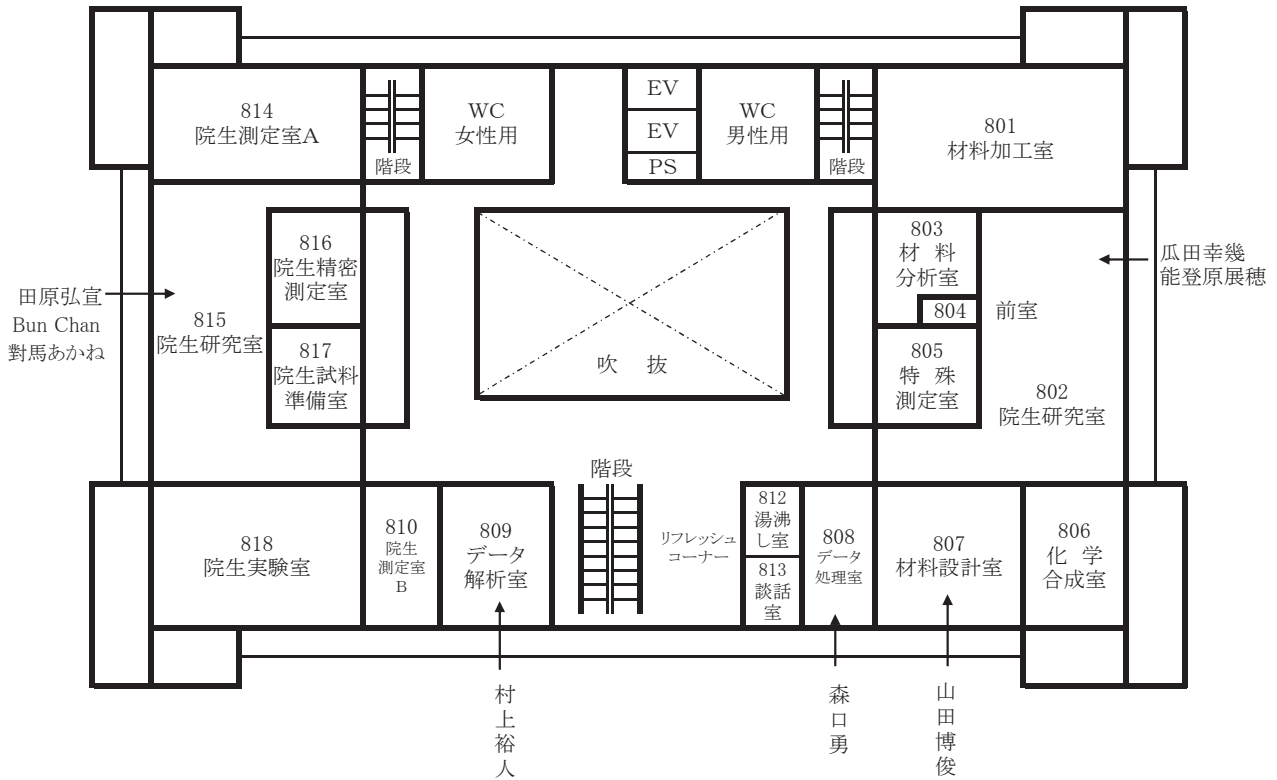 814
院生測定室A
階段
WC
女性用
EV
EV
PS
WC
男性用
階段
801
材料加工室
816
院生精密
測定室
803
材 料
分析室
804
前室
瓜田幸幾
能登原展穂
田原弘宣
Bun Chan
對馬あかね
815
院生研究室
817
院生試料
準備室
吹 抜
805
特 殊
測定室
802
院生研究室
階段
818
院生実験室
810
院生
測定室
B
809
データ
解析室
リフレッシュ
コーナー
812
湯沸
し室
813
談話
室
808
データ
処理室
807
材料設計室
806
化 学
合成室
村上裕人
森口勇
山田博俊